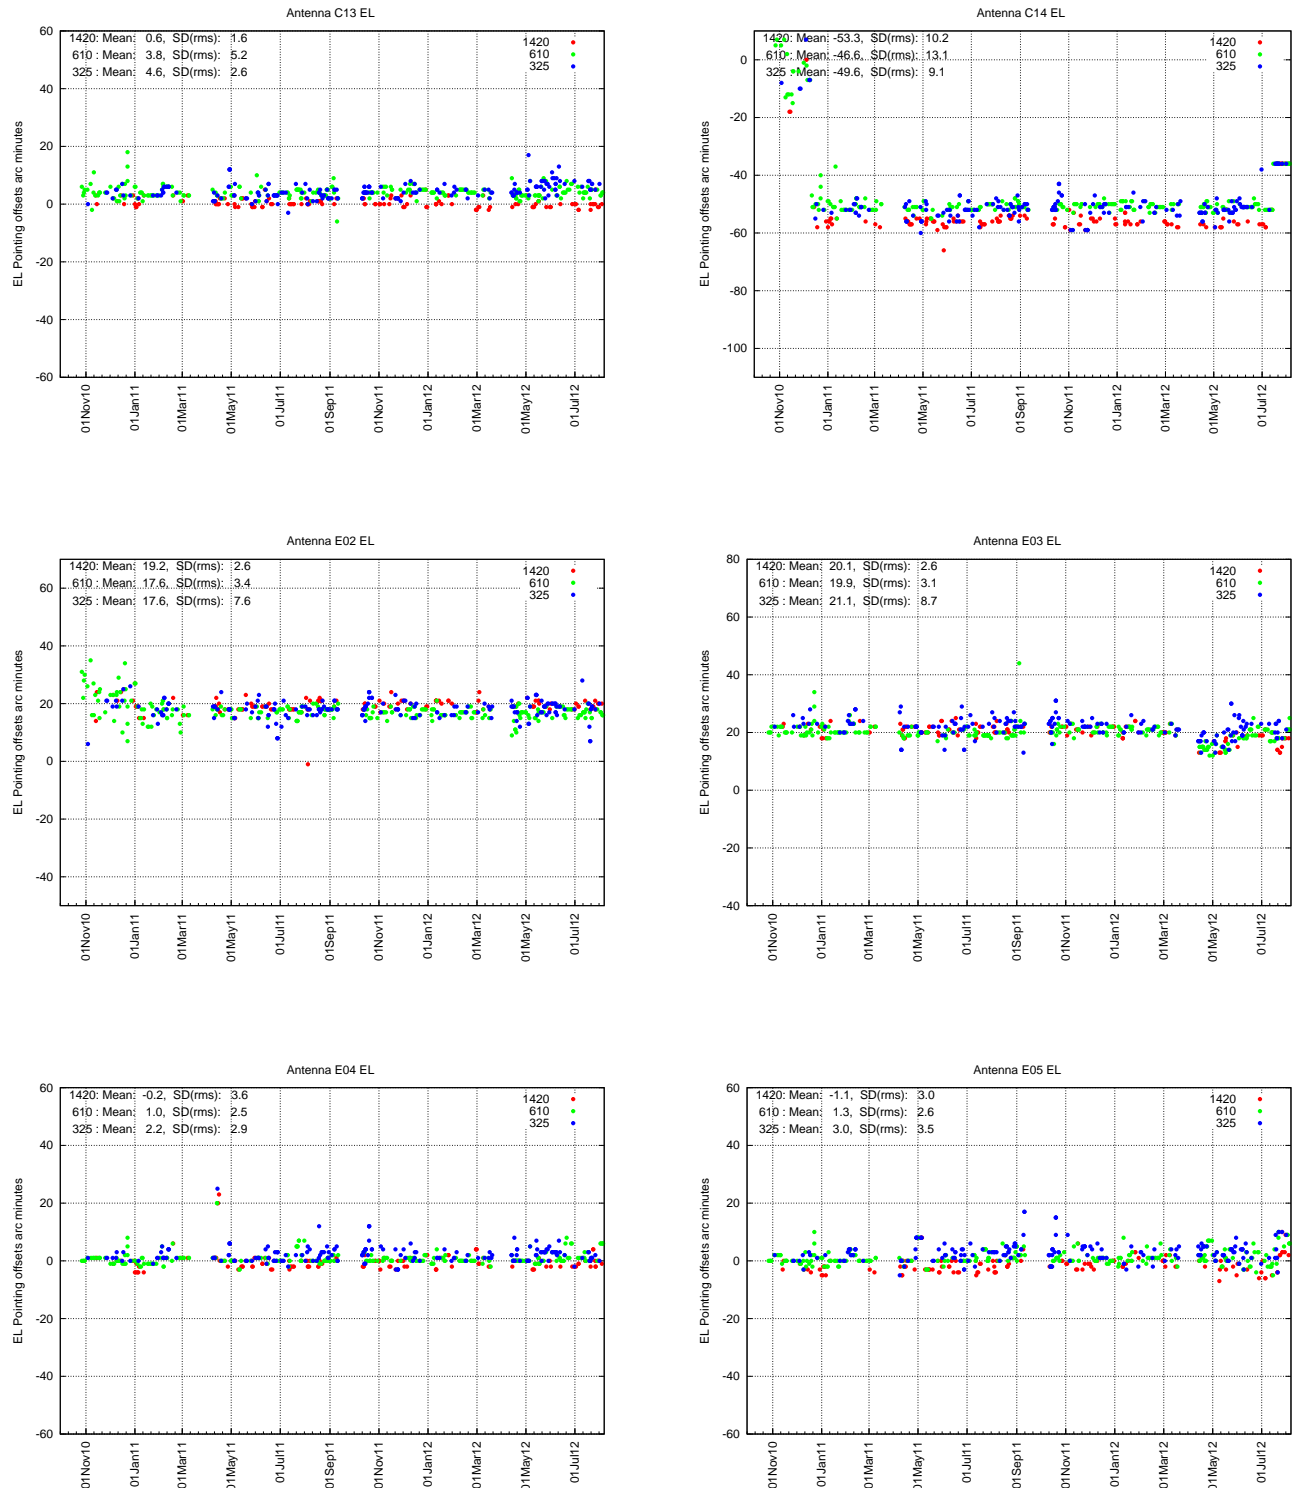 Antenna C13 EL
1420: Mean: 0.6, SD(rms): 1.6
610 : Mean: 3.8, SD(rms): 5.2
325 : Mean: 4.6, SD(rms): 2.6
1420
610
325
60
40
20
0
-20
-40
-60
EL Pointing offsets arc minutes
01Nov10
01Jan11
01Mar11
01May11
01Jul11
01Sep11
01Nov11
01Jan12
01Mar12
01May12
01Jul12
Antenna C14 EL
1420: Mean: -53.3, SD(rms): 10.2
610 : Mean: -46.6, SD(rms): 13.1
325 : Mean: -49.6, SD(rms): 9.1
1420
610
325
0
-20
-40
-60
-80
-100
EL Pointing offsets arc minutes
01Nov10
01Jan11
01Mar11
01May11
01Jul11
01Sep11
01Nov11
01Jan12
01Mar12
01May12
01Jul12
Antenna E02 EL
1420: Mean: 19.2, SD(rms): 2.6
610 : Mean: 17.6, SD(rms): 3.4
325 : Mean: 17.6, SD(rms): 7.6
1420
610
325
60
40
20
0
-20
-40
EL Pointing offsets arc minutes
01Nov10
01Jan11
01Mar11
01May11
01Jul11
01Sep11
01Nov11
01Jan12
01Mar12
01May12
01Jul12
Antenna E03 EL
1420: Mean: 20.1, SD(rms): 2.6
610 : Mean: 19.9, SD(rms): 3.1
325 : Mean: 21.1, SD(rms): 8.7
1420
610
325
80
60
40
20
0
-20
-40
EL Pointing offsets arc minutes
01Nov10
01Jan11
01Mar11
01May11
01Jul11
01Sep11
01Nov11
01Jan12
01Mar12
01May12
01Jul12
Antenna E04 EL
1420: Mean: -0.2, SD(rms): 3.6
610 : Mean: 1.0, SD(rms): 2.5
325 : Mean: 2.2, SD(rms): 2.9
1420
610
325
60
40
20
0
-20
-40
-60
EL Pointing offsets arc minutes
01Nov10
01Jan11
01Mar11
01May11
01Jul11
01Sep11
01Nov11
01Jan12
01Mar12
01May12
01Jul12
Antenna E05 EL
1420: Mean: -1.1, SD(rms): 3.0
610 : Mean: 1.3, SD(rms): 2.6
325 : Mean: 3.0, SD(rms): 3.5
1420
610
325
60
40
20
0
-20
-40
-60
EL Pointing offsets arc minutes
01Nov10
01Jan11
01Mar11
01May11
01Jul11
01Sep11
01Nov11
01Jan12
01Mar12
01May12
01Jul12